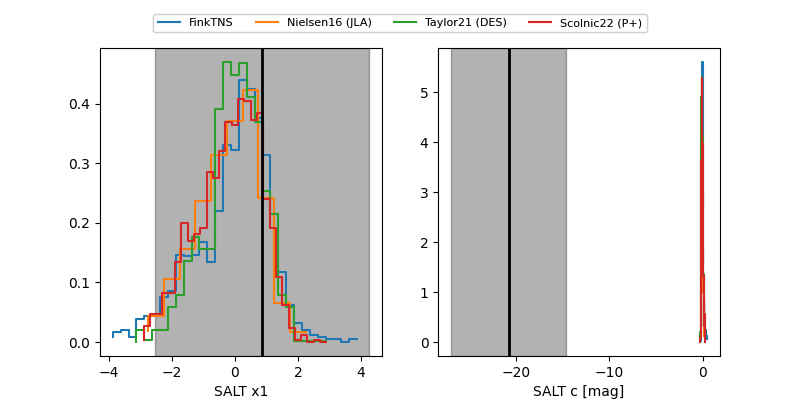 FinkTNS Nielsen16 (JLA) Taylor21 (DES) Scolnic22 (P+)
0.4
0.3
0.2
0.1
0.0
−4 −2 0 2 4
SALT x1
5
4
3
2
1
0
−20 −10 0
SALT c [mag]